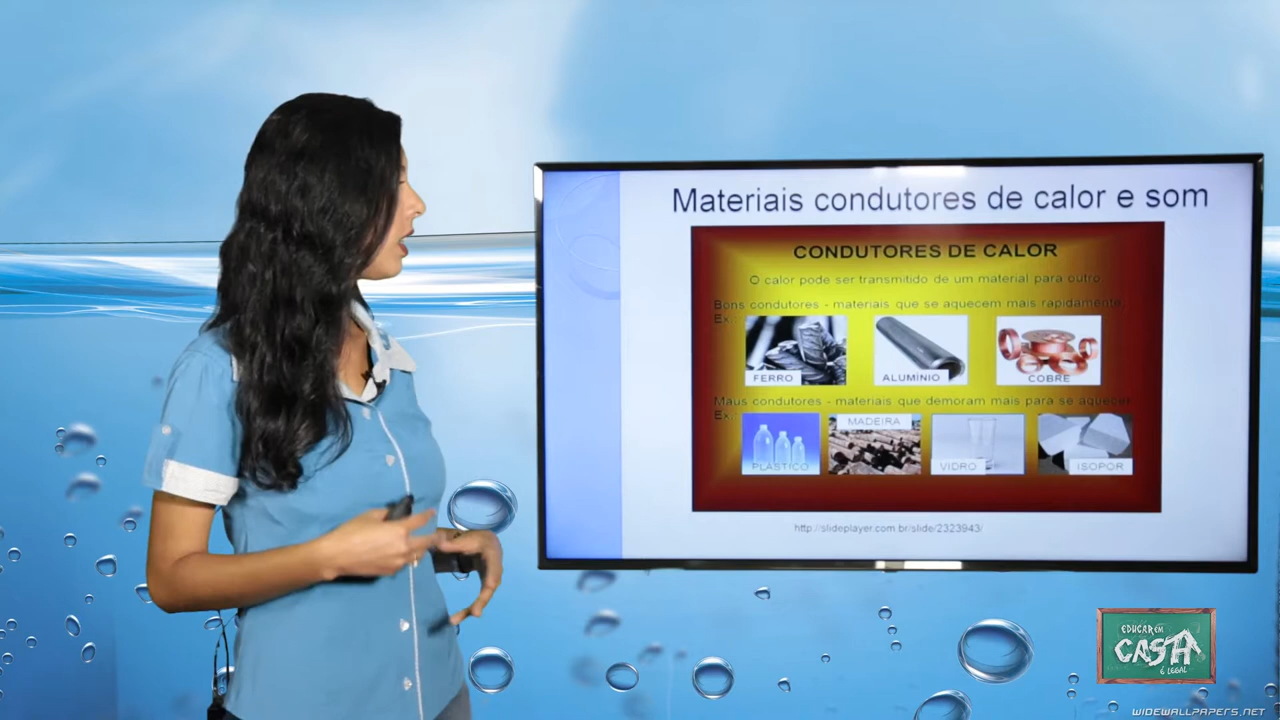 Materiais condutores de calor e som
CONDUTORES DE CALOR
O calor pode ser transmitido de um material para outro.
Bons condutores - materiais que se aquecem mais rapidamente.
Ex.:
FERRO
ALUMÍNIO
COBRE
Maus condutores - materiais que demoram mais para se aquecer.
Ex.:
PLÁSTICO
MADEIRA
VIDRO
ISOPOR
http://slideplayer.com.br/slide/2323943/
EDUCAR EM
CASA
É LEGAL
WIDEWALLPAPERS.NET